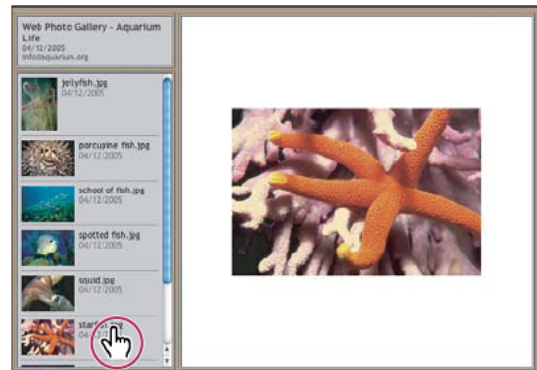 Web Photo Gallery - Aquarium
Life
04/12/2005
info@aquarium.org
jellyfish.jpg
04/12/2005
porcupine fish.jpg
04/12/2005
school of fish.jpg
04/12/2005
spotted fish.jpg
04/12/2005
squid.jpg
04/12/2005